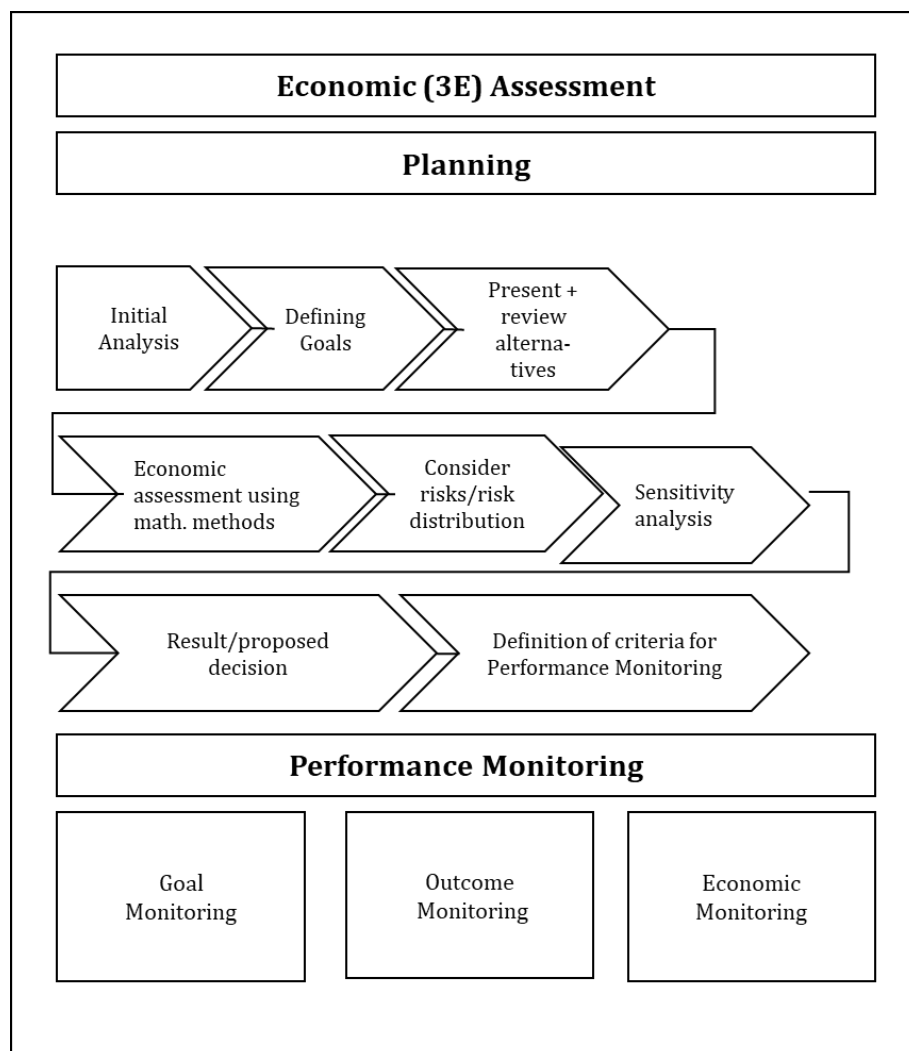 Economic (3E) Assessment
Planning
Initial
Analysis
Defining
Goals
Present +
review
alterna-
tives
Economic
assessment using
math. methods
Consider
risks/risk
distribution
Sensitivity
analysis
Result/proposed
decision
Definition of criteria for
Performance Monitoring
Performance Monitoring
Goal
Monitoring
Outcome
Monitoring
Economic
Monitoring